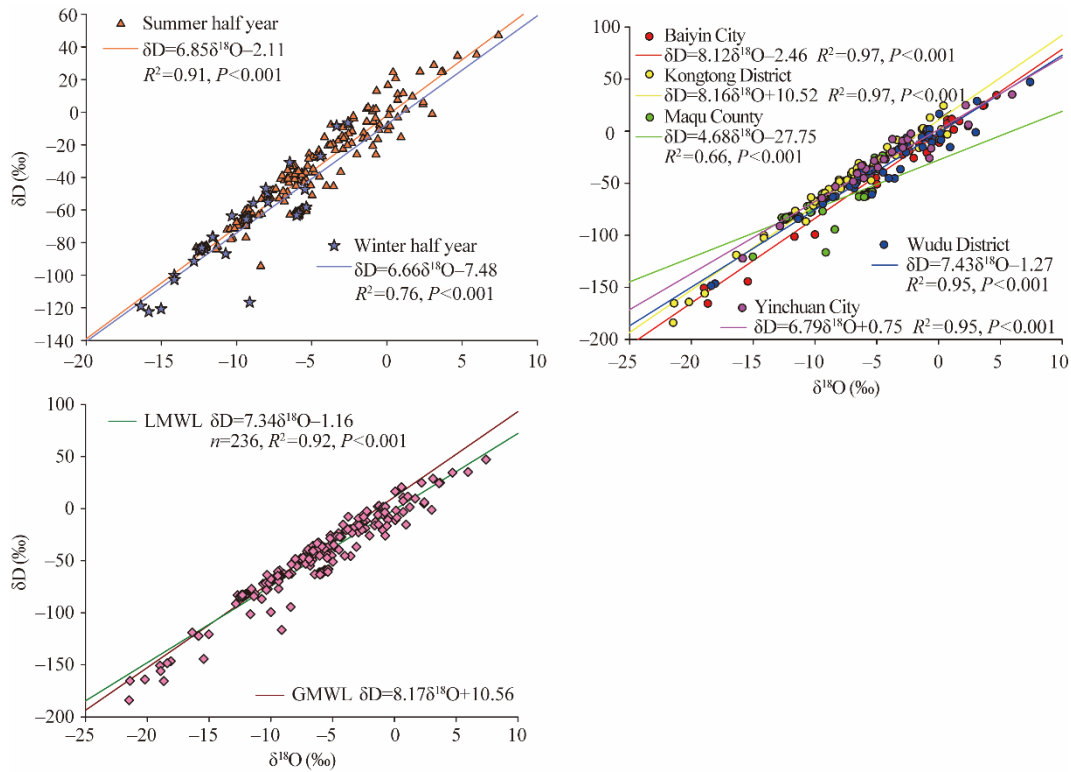 Summer half year
δD=6.85δ¹⁸O–2.11
R²=0.91, P<0.001
Winter half year
δD=6.66δ¹⁸O–7.48
R²=0.76, P<0.001
δD (‰)
60
40
20
0
–20
–40
–60
–80
–100
–120
–140
–20
–15
–10
–5
0
5
10
Baiyin City
δD=8.12δ¹⁸O–2.46 R²=0.97, P<0.001
Kongtong District
δD=8.16δ¹⁸O+10.52 R²=0.97, P<0.001
Maqu County
δD=4.68δ¹⁸O–27.75
R²=0.66, P<0.001
Wudu District
δD=7.43δ¹⁸O–1.27
R²=0.95, P<0.001
Yinchuan City
δD=6.79δ¹⁸O+0.75 R²=0.95, P<0.001
100
50
0
–50
–100
–150
–200
–25
–20
–15
–10
–5
0
5
10
δ¹⁸O (‰)
LMWL δD=7.34δ¹⁸O–1.16
n=236, R²=0.92, P<0.001
GMWL δD=8.17δ¹⁸O+10.56
δD (‰)
100
50
0
–50
–100
–150
–200
–25
–20
–15
–10
–5
0
5
10
δ¹⁸O (‰)